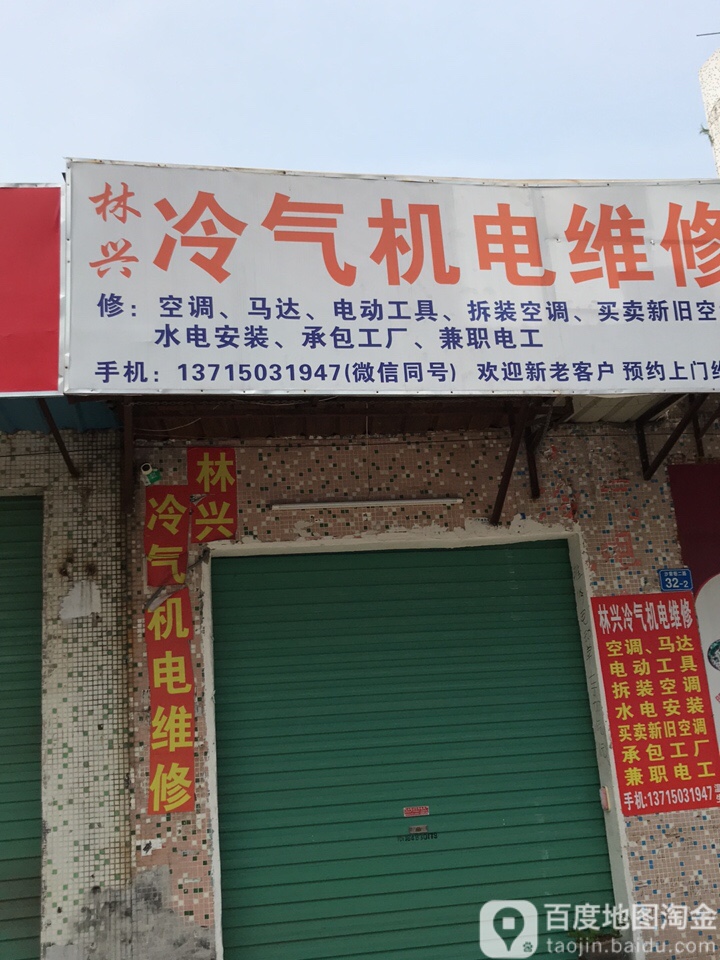 林兴
冷气机电维修
修：空调、马达、电动工具、拆装空调、买卖新旧空
水电安装、承包工厂、兼职电工
手机：13715031947(微信同号) 欢迎新老客户 预约上门
林兴
冷气机电维修
32-2
林兴冷气机电维修
空调、马达
电动工具
拆装空调
水电安装
买卖新旧空调
承包工厂
兼职电工
手机:13715031947
百度地图淘金
taojin.baidu.com